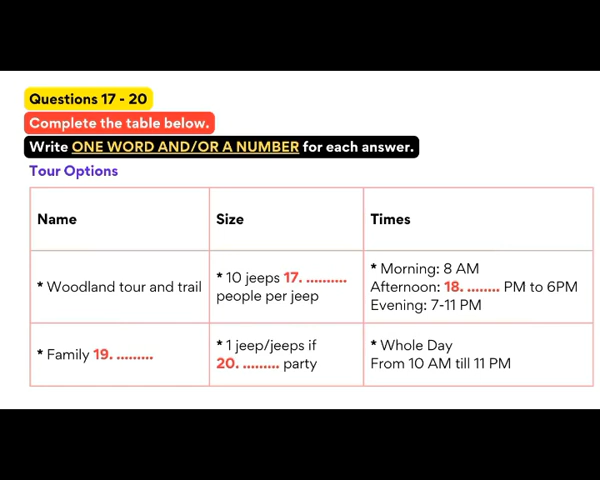 Questions 17 - 20
Complete the table below.
Write ONE WORD AND/OR A NUMBER for each answer.
Tour Options
Name
Size
Times
* Woodland tour and trail
* 10 jeeps 17. ..........
people per jeep
* Morning: 8 AM
Afternoon: 18. ........ PM to 6PM
Evening: 7-11 PM
* Family 19. .........
* 1 jeep/jeeps if
20. ......... party
* Whole Day
From 10 AM till 11 PM